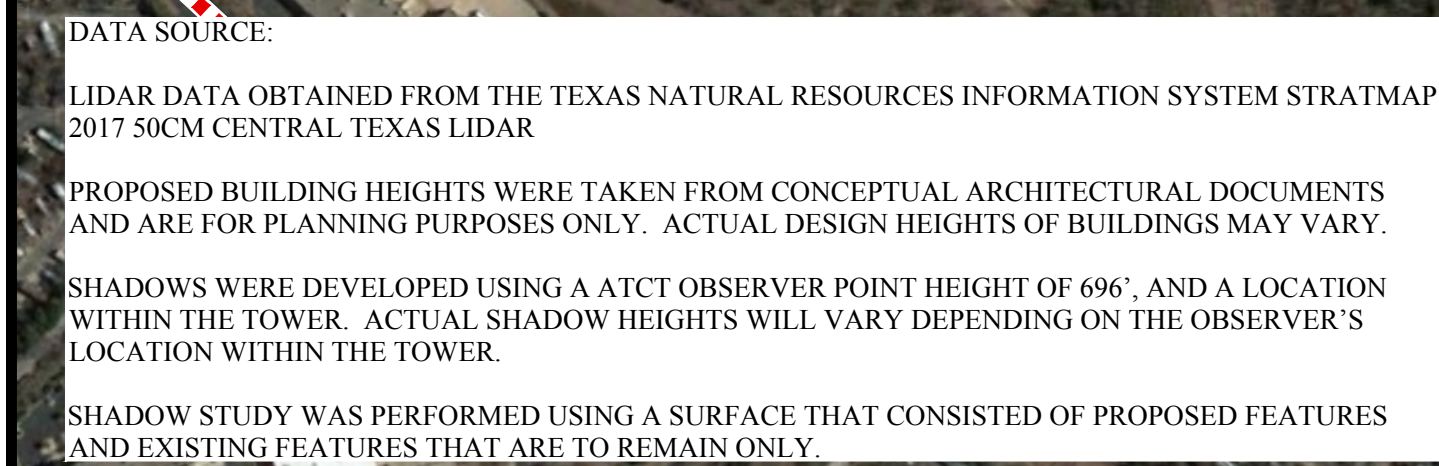 DATA SOURCE:
LIDAR DATA OBTAINED FROM THE TEXAS NATURAL RESOURCES INFORMATION SYSTEM STRATMAP
2017 50CM CENTRAL TEXAS LIDAR
PROPOSED BUILDING HEIGHTS WERE TAKEN FROM CONCEPTUAL ARCHITECTURAL DOCUMENTS
AND ARE FOR PLANNING PURPOSES ONLY.  ACTUAL DESIGN HEIGHTS OF BUILDINGS MAY VARY.
SHADOWS WERE DEVELOPED USING A ATCT OBSERVER POINT HEIGHT OF 696’, AND A LOCATION
WITHIN THE TOWER.  ACTUAL SHADOW HEIGHTS WILL VARY DEPENDING ON THE OBSERVER’S
LOCATION WITHIN THE TOWER.
SHADOW STUDY WAS PERFORMED USING A SURFACE THAT CONSISTED OF PROPOSED FEATURES
AND EXISTING FEATURES THAT ARE TO REMAIN ONLY.